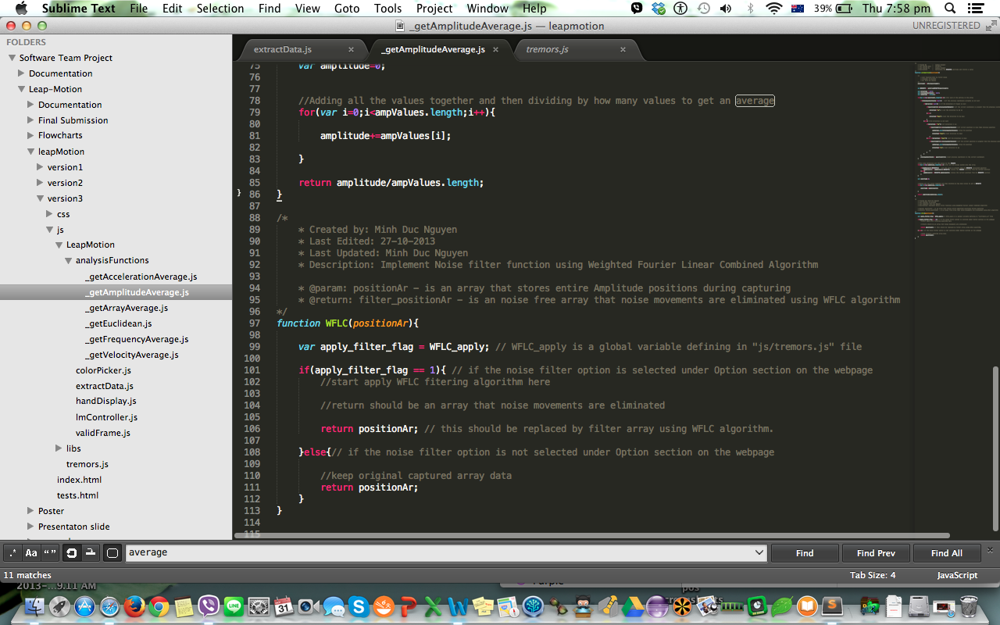 Sublime Text File Edit Selection Find View Goto Tools Project Window Help 39% Thu 7:58 pm
_getAmplitudeAverage.js — leapmotion UNREGISTERED
FOLDERS
Software Team Project
Documentation
Leap-Motion
Documentation
Final Submission
Flowcharts
leapMotion
version1
version2
version3
css
js
LeapMotion
analysisFunctions
_getAccelerationAverage.js
_getAmplitudeAverage.js
_getArrayAverage.js
_getEuclidean.js
_getFrequencyAverage.js
_getVelocityAverage.js
colorPicker.js
extractData.js
handDisplay.js
lmController.js
validFrame.js
libs
tremors.js
index.html
tests.html
Poster
Presentaton slide
extractData.js × _getAmplitudeAverage.js × tremors.js ×
75 var amplitude=0;
76
77
78 //Adding all the values together and then dividing by how many values to get an average
79 for(var i=0;i<ampValues.length;i++){
80
81 amplitude+=ampValues[i];
82
83 }
84
85 return amplitude/ampValues.length;
} 86 }
87
88 /*
89 * Created by: Minh Duc Nguyen
90 * Last Edited: 27-10-2013
91 * Last Updated: Minh Duc Nguyen
92 * Description: Implement Noise filter function using Weighted Fourier Linear Combined Algorithm
93
94 * @param: positionAr - is an array that stores entire Amplitude positions during capturing
95 * @return: filter_positionAr - is an noise free array that noise movements are eliminated using WFLC algorithm
96 */
97 function WFLC(positionAr){
98
99 var apply_filter_flag = WFLC_apply; // WFLC_apply is a global variable defining in "js/tremors.js" file
100
101 if(apply_filter_flag == 1){ // if the noise filter option is selected under Option section on the webpage
102 //start apply WFLC fitering algorithm here
103
104 //return should be an array that noise movements are eliminated
105
106 return positionAr; // this should be replaced by filter array using WFLC algorithm.
107
108 }else{// if the noise filter option is not selected under Option section on the webpage
109
110 //keep original captured array data
111 return positionAr;
112 }
113 }
114
115
.* Aa “” average Find Find Prev Find All ×
11 matches Tab Size: 4 JavaScript
2013-...9.11 AM Purple pos
31